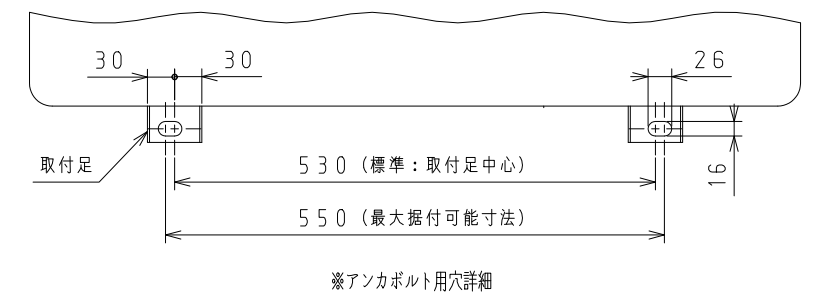 30
30
26
取付足
530（標準：取付足中心）
16
550（最大据付可能寸法）
※アンカボルト用穴詳細